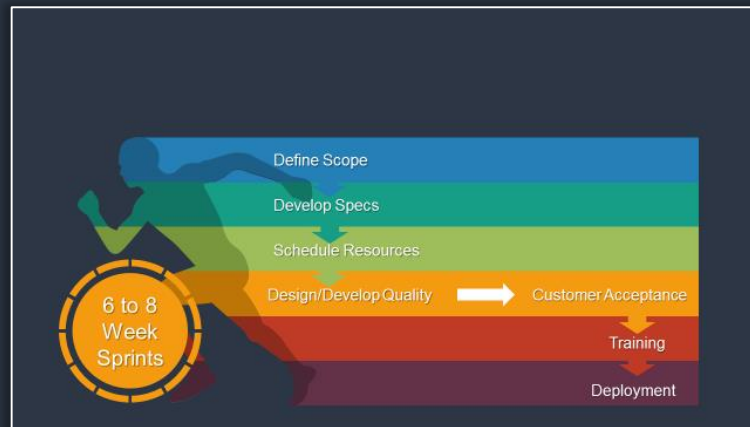 Define Scope
Develop Specs
Schedule Resources
Design/Develop Quality
Customer Acceptance
6 to 8
Week
Sprints
Training
Deployment